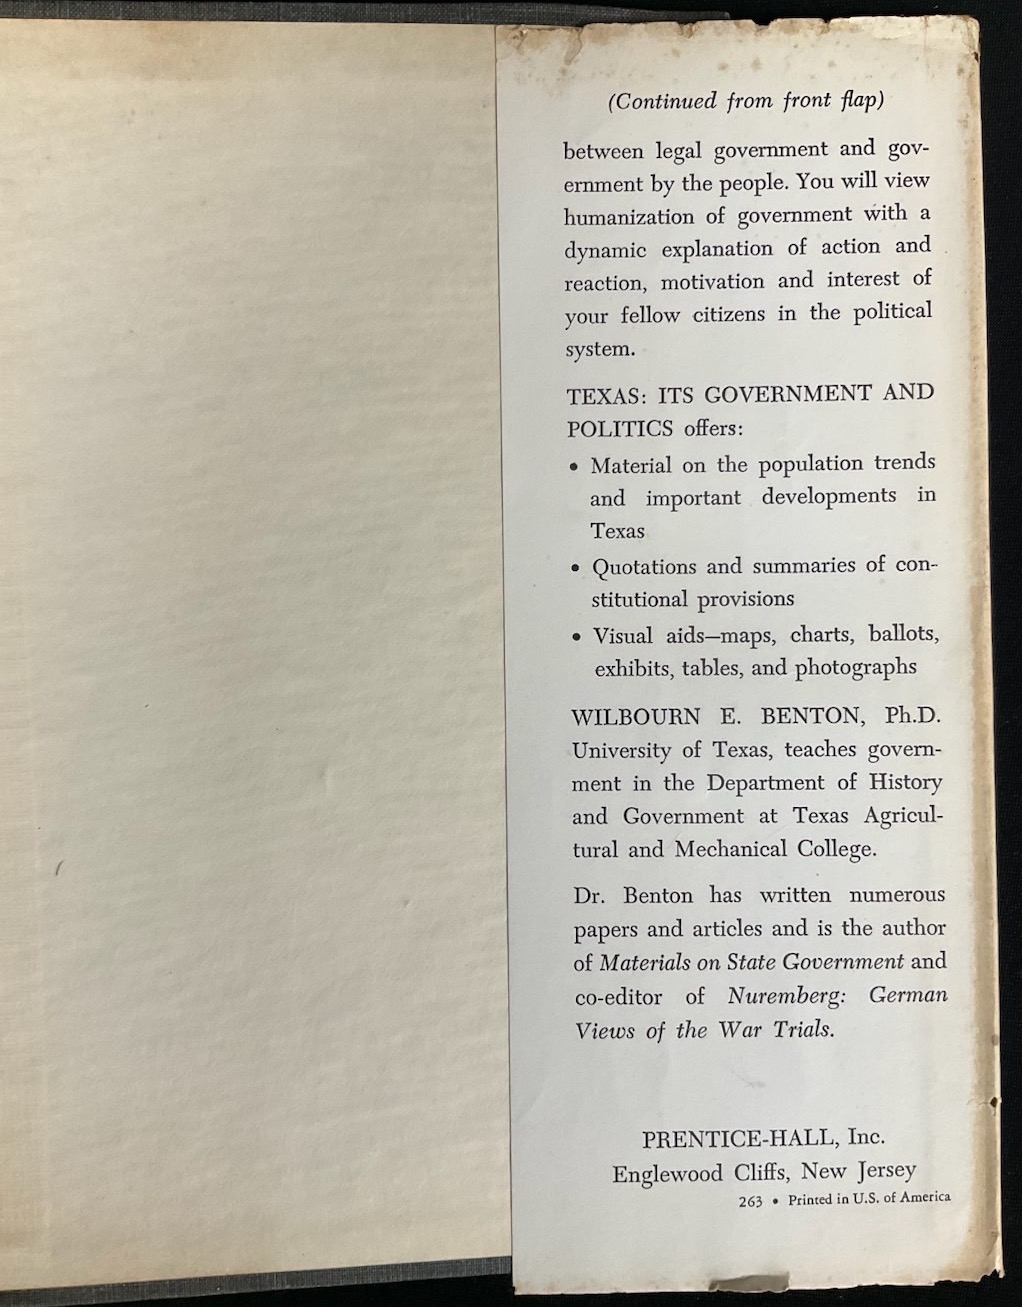 (Continued from front flap)
between legal government and gov-
ernment by the people. You will view
humanization of government with a
dynamic explanation of action and
reaction, motivation and interest of
your fellow citizens in the political
system.
TEXAS: ITS GOVERNMENT AND
POLITICS offers:
• Material on the population trends
and important developments in
Texas
• Quotations and summaries of con-
stitutional provisions
• Visual aids—maps, charts, ballots,
exhibits, tables, and photographs
WILBOURN E. BENTON, Ph.D.
University of Texas, teaches govern-
ment in the Department of History
and Government at Texas Agricul-
tural and Mechanical College.
Dr. Benton has written numerous
papers and articles and is the author
of Materials on State Government and
co-editor of Nuremberg: German
Views of the War Trials.
PRENTICE-HALL, Inc.
Englewood Cliffs, New Jersey
263 • Printed in U.S. of America